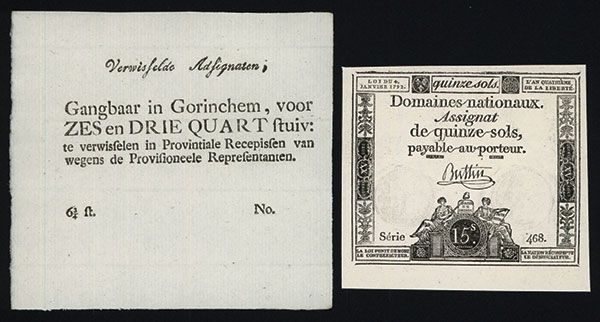 Verwisselde Adsignaten;
Gangbaar in Gorinchem, voor
ZES en DRIE QUART stuiv:
te verwisselen in Provintiale Recepissen van
wegens de Provisioneele Representanten.
6¾ st. No.
LOI DU 4.
JANVIER 1792.
quinze sols.
L'AN QUATRIEME
DE LA LIBERTÉ.
Domaines nationaux.
Assignat
de quinze sols,
payable au porteur.
Buttin
15 s
Série 468.
LA LOI PUNIT DE MORT
LE CONTREFACTEUR.
LA NATION RÉCOMPENSE
LE DÉNONCIATEUR.